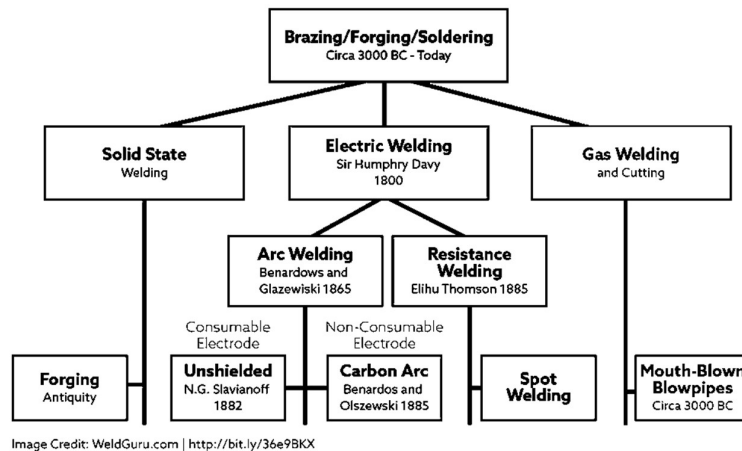 Brazing/Forging/Soldering
Circa 3000 BC - Today
Solid State
Welding
Electric Welding
Sir Humphry Davy
1800
Gas Welding
and Cutting
Arc Welding
Benardows and
Glazewiski 1865
Resistance
Welding
Elihu Thomson 1885
Consumable
Electrode
Non-Consumable
Electrode
Forging
Antiquity
Unshielded
N.G. Slavianoff
1882
Carbon Arc
Benardos and
Olszewski 1885
Spot
Welding
Mouth-Blown
Blowpipes
Circa 3000 BC
Image Credit: WeldGuru.com | http://bit.ly/36e9BKX